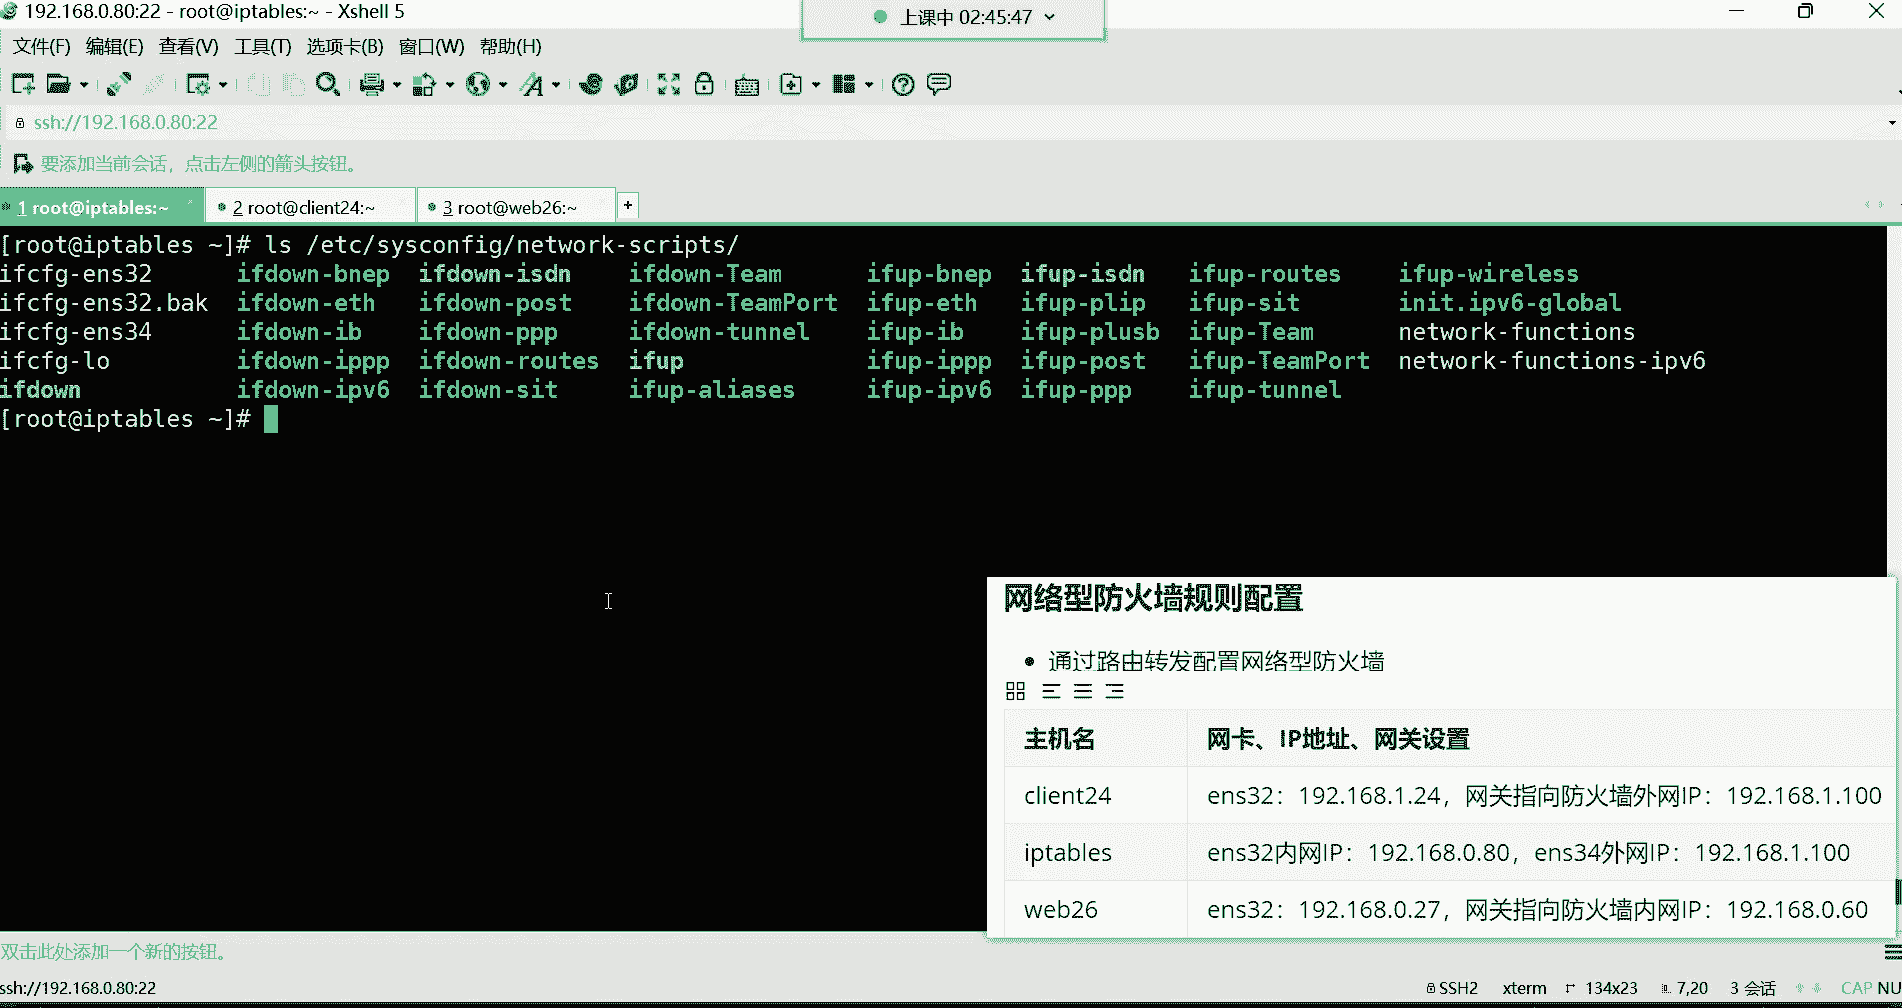 192.168.0.80:22 - root@iptables:~ - Xshell 5
上课中 02:45:47
文件(F) 编辑(E) 查看(V) 工具(T) 选项卡(B) 窗口(W) 帮助(H)
ssh://192.168.0.80:22
要添加当前会话，点击左侧的箭头按钮。
1 root@iptables:~ 2 root@client24:~ 3 root@web26:~ +
[root@iptables ~]# ls /etc/sysconfig/network-scripts/
ifcfg-ens32 ifdown-bnep ifdown-isdn ifdown-Team ifup-bnep ifup-isdn ifup-routes ifup-wireless
ifcfg-ens32.bak ifdown-eth ifdown-post ifdown-TeamPort ifup-eth ifup-plip ifup-sit init.ipv6-global
ifcfg-ens34 ifdown-ib ifdown-ppp ifdown-tunnel ifup-ib ifup-plusb ifup-Team network-functions
ifcfg-lo ifdown-ippp ifdown-routes ifup ifup-ippp ifup-post ifup-TeamPort network-functions-ipv6
ifdown ifdown-ipv6 ifdown-sit ifup-aliases ifup-ipv6 ifup-ppp ifup-tunnel
[root@iptables ~]#
网络型防火墙规则配置
• 通过路由转发配置网络型防火墙
主机名 网卡、IP地址、网关设置
client24 ens32：192.168.1.24，网关指向防火墙外网IP：192.168.1.100
iptables ens32内网IP：192.168.0.80，ens34外网IP：192.168.1.100
web26 ens32：192.168.0.27，网关指向防火墙内网IP：192.168.0.60
双击此处添加一个新的按钮。
ssh://192.168.0.80:22 SSH2 xterm 134x23 7,20 3 会话 CAP NU